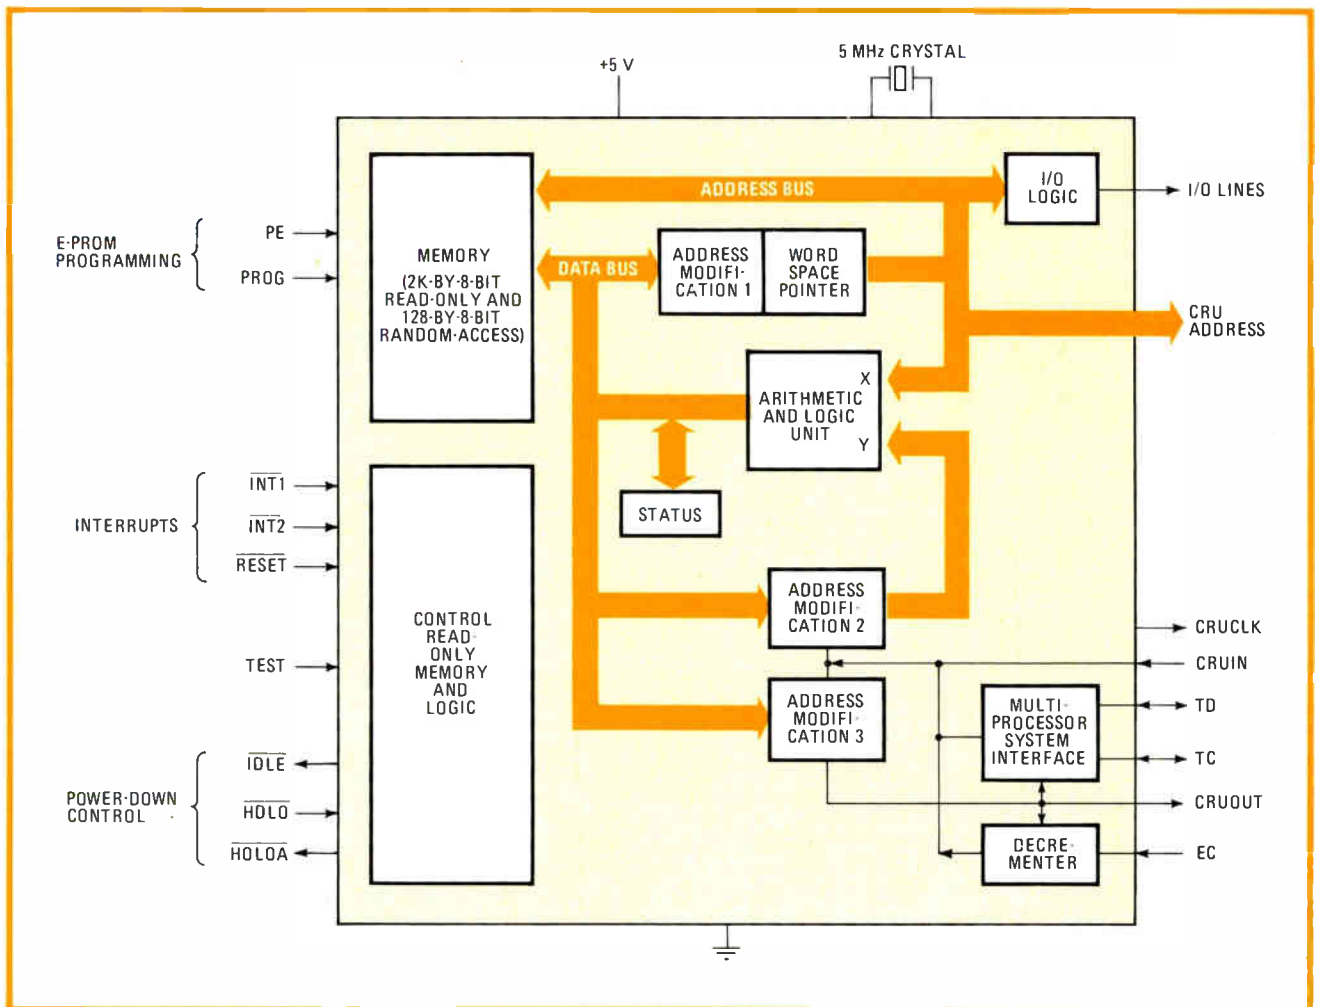 +5 V
5 MHz CRYSTAL
E-PROM
PROGRAMMING
PE
PROG
MEMORY
(2K-BY-8-BIT
READ-ONLY AND
128-BY-8-BIT
RANDOM-ACCESS)
ADDRESS BUS
I/O
LOGIC
I/O LINES
DATA BUS
ADDRESS
MODIFI-
CATION 1
WORD
SPACE
POINTER
CRU
ADDRESS
X
ARITHMETIC
AND LOGIC
UNIT
Y
STATUS
INTERRUPTS
INT1
INT2
RESET
TEST
CONTROL
READ-
ONLY
MEMORY
AND
LOGIC
ADDRESS
MODIFI-
CATION 2
ADDRESS
MODIFI-
CATION 3
POWER-DOWN
CONTROL
IDLE
HDLO
HOLOA
MULTI-
PROCESSOR
SYSTEM
INTERFACE
DECRE-
MENTER
CRUCLK
CRUIN
TD
TC
CRUOUT
EC